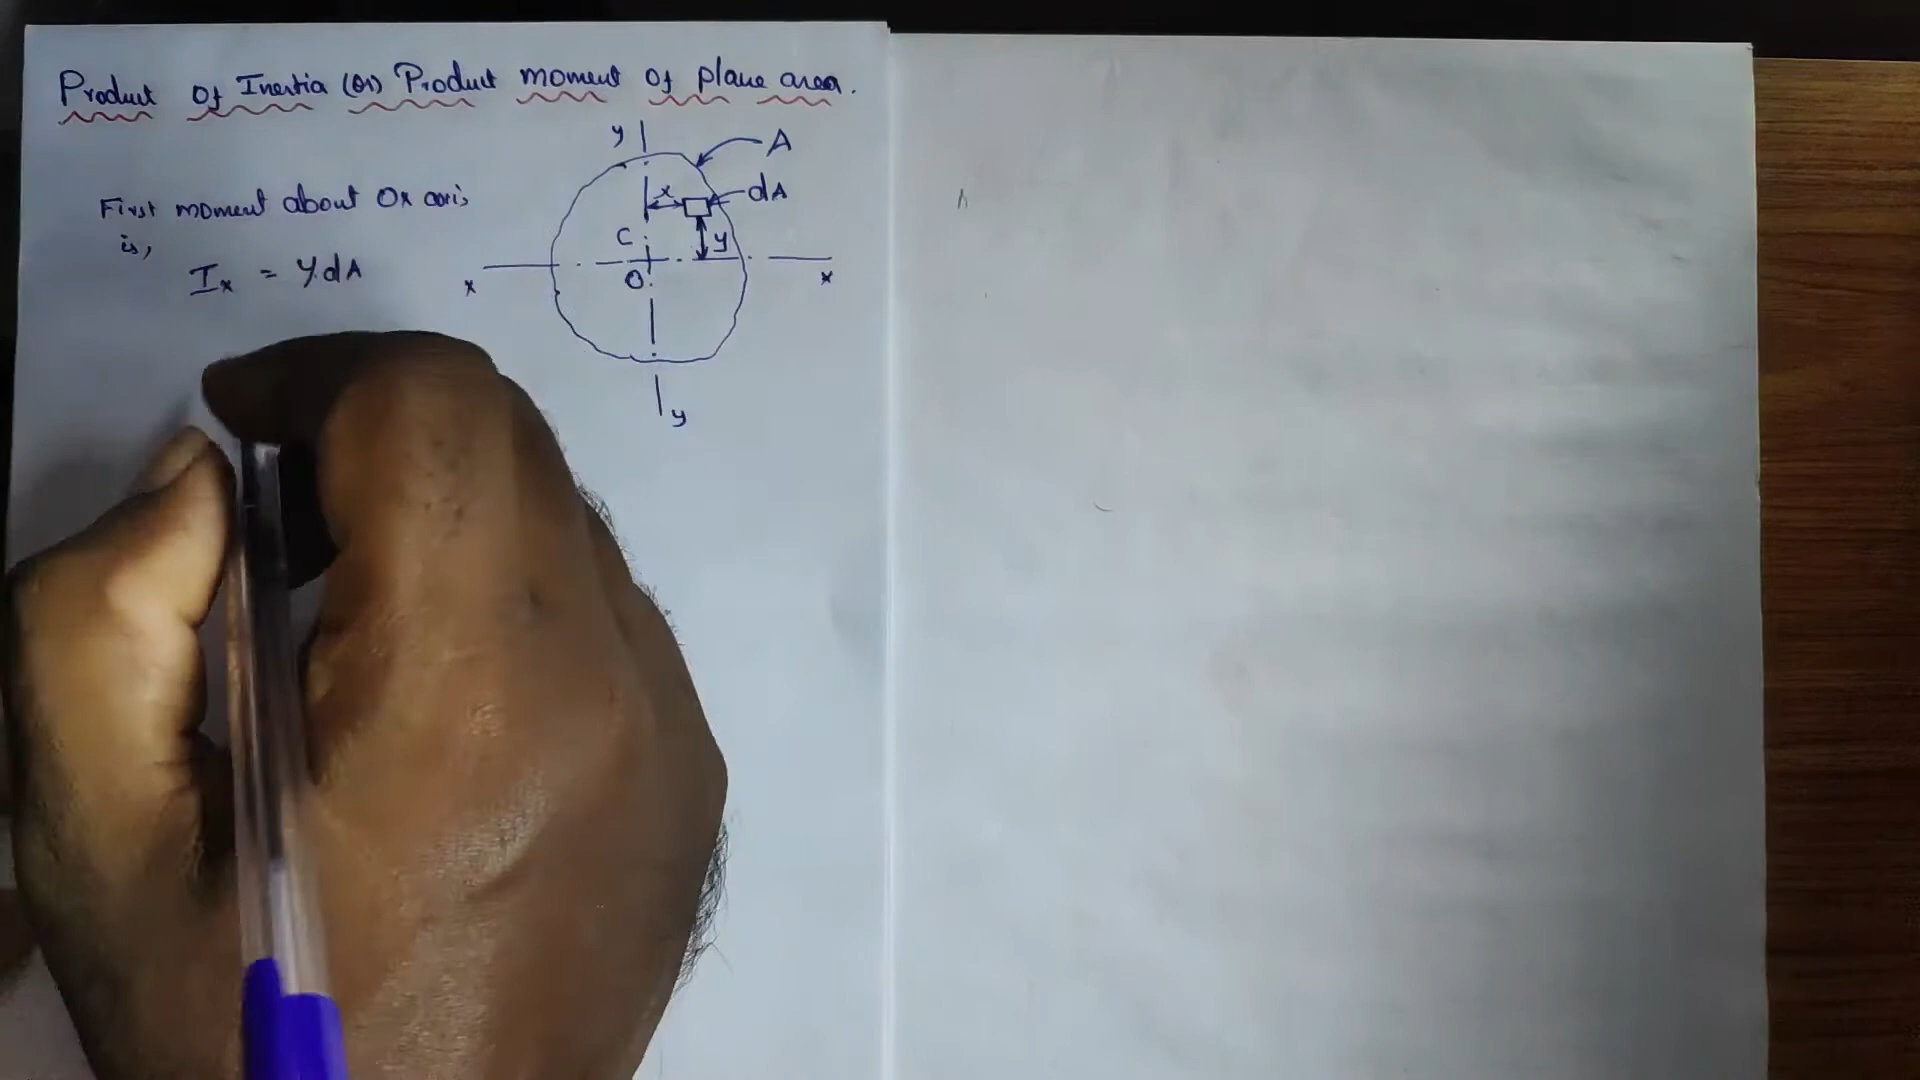 Product of Inertia (or) Product moment of plane area.
y
A
x
dA
First moment about Ox axis
is,
C
y
O
Ix = y.dA
x
x
y